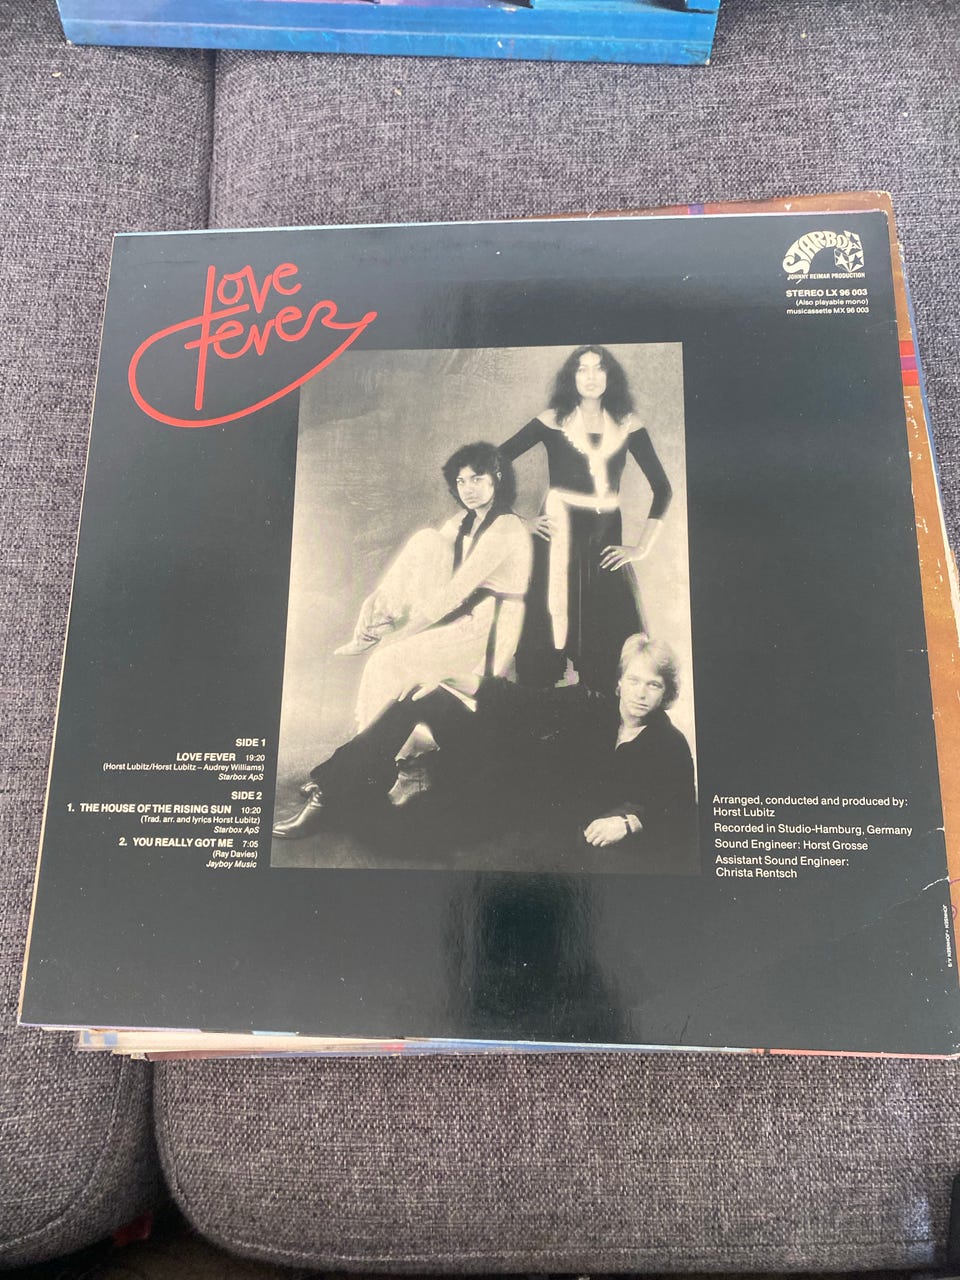 Love
Fever
STARBOX
JOHNNY REIMAR PRODUCTION
STEREO LX 96 003
(Also playable mono)
musicassette MX 96 003
SIDE 1
LOVE FEVER 19:20
(Horst Lubitz/Horst Lubitz – Audrey Williams)
Starbox ApS
SIDE 2
1. THE HOUSE OF THE RISING SUN 10:20
(Trad. arr. and lyrics Horst Lubitz)
Starbox ApS
2. YOU REALLY GOT ME 7:05
(Ray Davies)
Jayboy Music
Arranged, conducted and produced by:
Horst Lubitz
Recorded in Studio-Hamburg, Germany
Sound Engineer: Horst Grosse
Assistant Sound Engineer:
Christa Rentsch